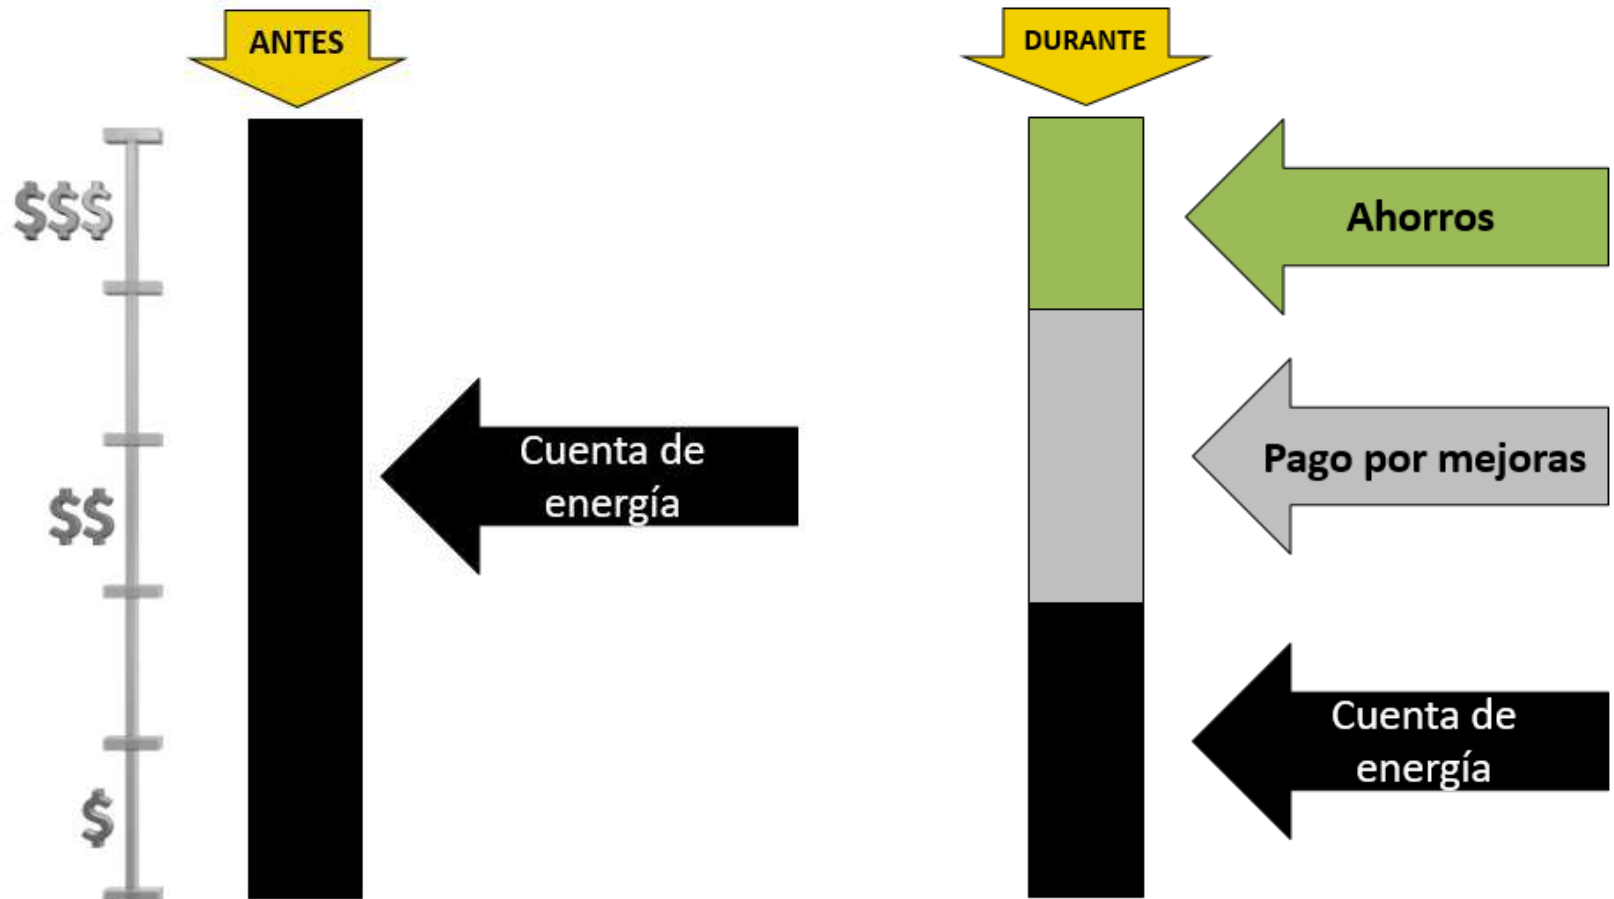 ANTES
DURANTE
$$$
Ahorros
Cuenta de
energía
Pago por mejoras
$$
Cuenta de
energía
$